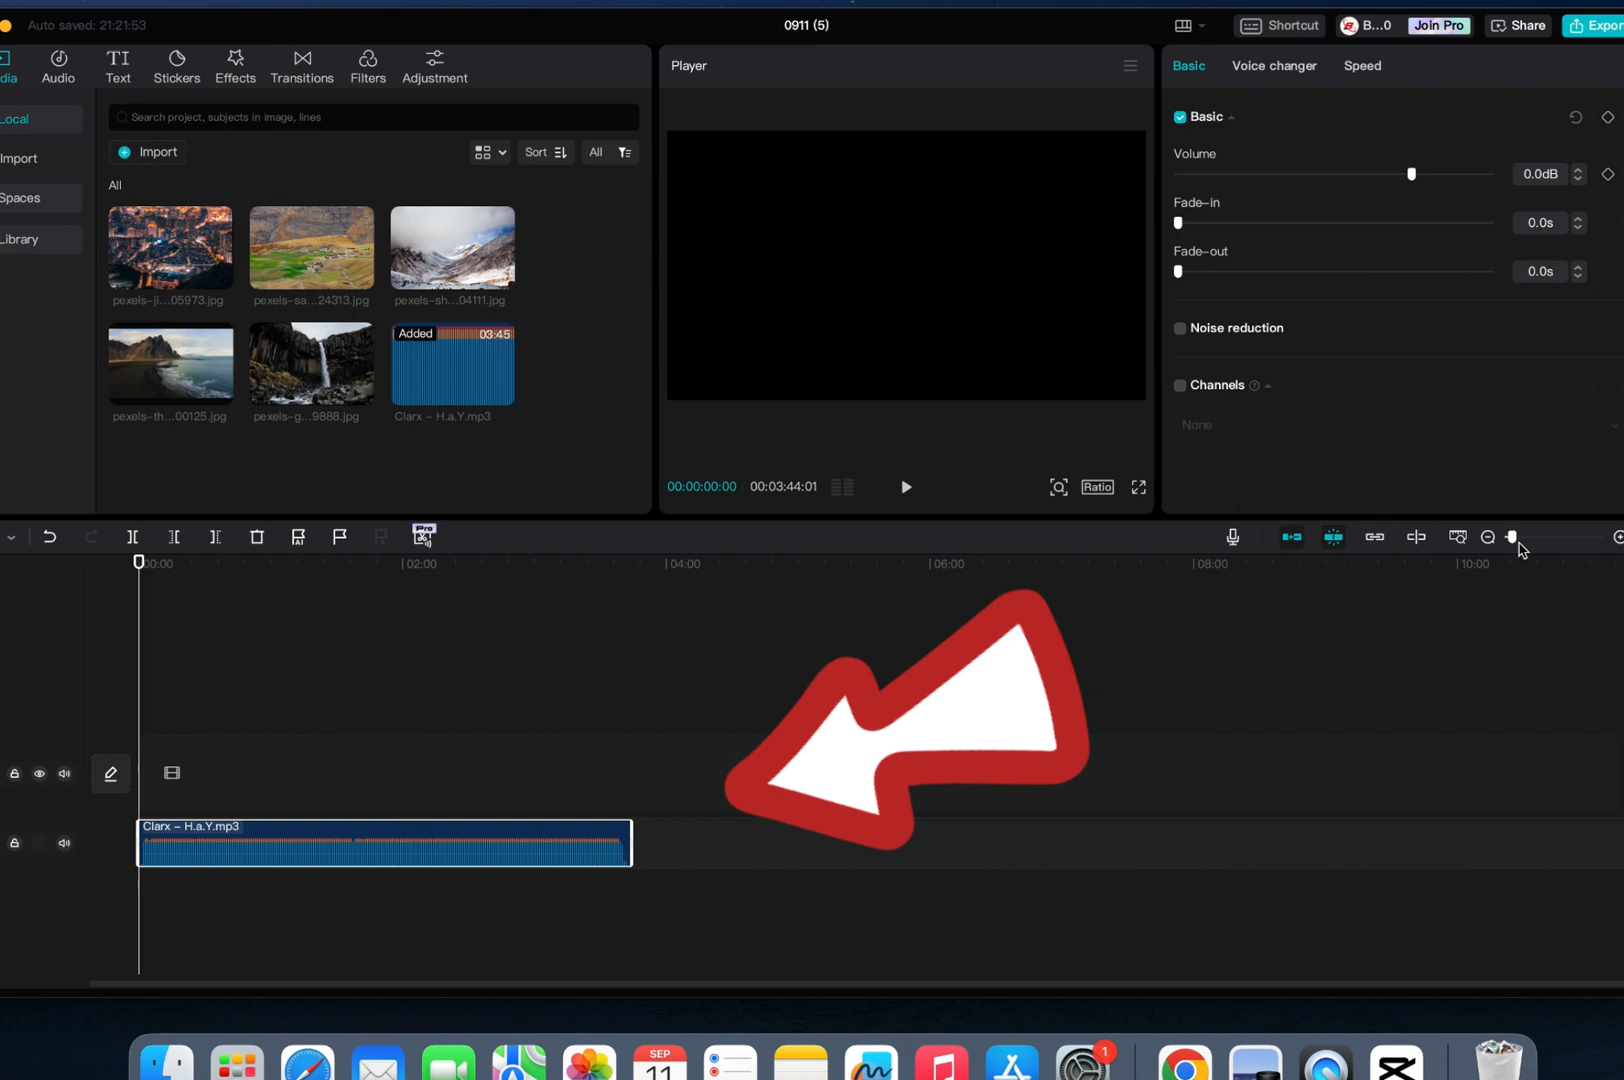 Auto saved: 21:21:53
0911 (5)
Shortcut
B...0
Join Pro
Share
Expor
dia
Audio
TI
Text
Stickers
Effects
Transitions
Filters
Adjustment
Player
Basic
Voice changer
Speed
Local
Import
Spaces
Library
Search project, subjects in image, lines
Import
Sort
All
All
pexels-ji...05973.jpg
pexels-sa...24313.jpg
pexels-sh...04111.jpg
Added
03:45
pexels-th...00125.jpg
pexels-g...9888.jpg
Clarx - H.a.Y.mp3
Basic
Volume
0.0dB
Fade-in
0.0s
Fade-out
0.0s
Noise reduction
Channels
None
00:00:00:00
00:03:44:01
Ratio
Pro
AI
00:00
02:00
04:00
06:00
08:00
10:00
Clarx - H.a.Y.mp3
SEP
11
1